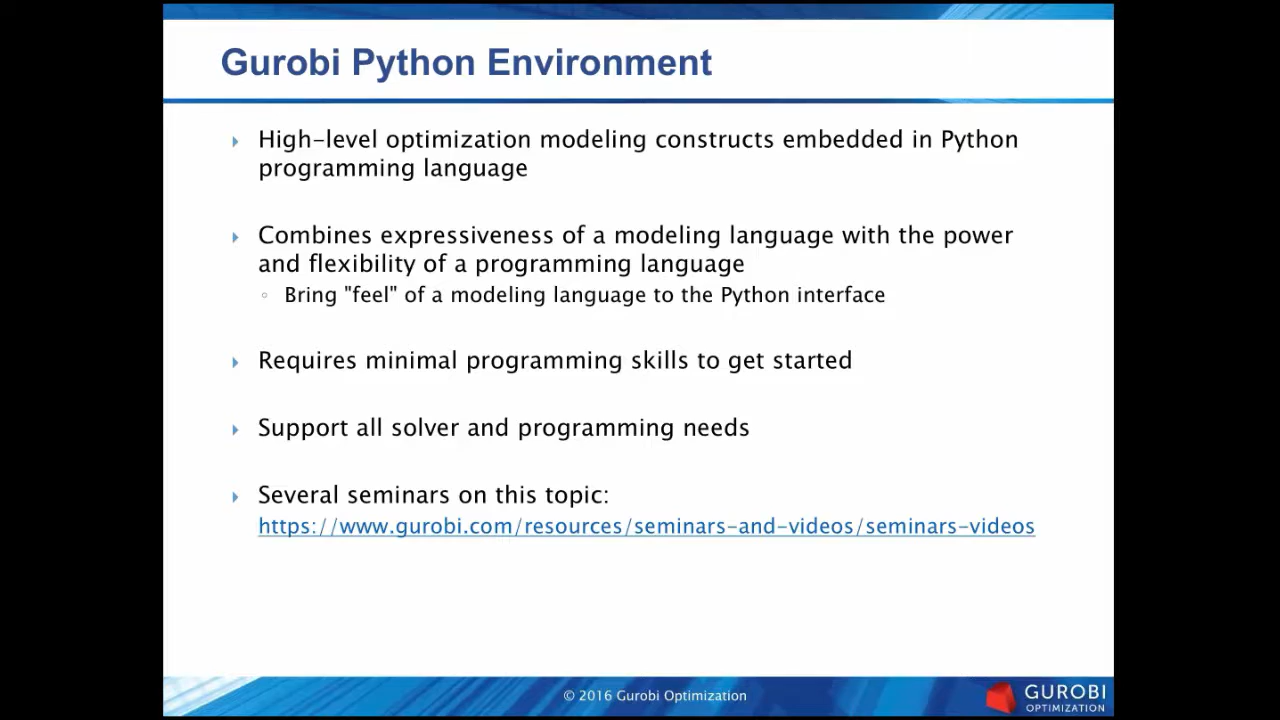 Gurobi Python Environment
High-level optimization modeling constructs embedded in Python
programming language
Combines expressiveness of a modeling language with the power
and flexibility of a programming language
Bring "feel" of a modeling language to the Python interface
Requires minimal programming skills to get started
Support all solver and programming needs
Several seminars on this topic:
https://www.gurobi.com/resources/seminars-and-videos/seminars-videos
© 2016 Gurobi Optimization
GUROBI
OPTIMIZATION